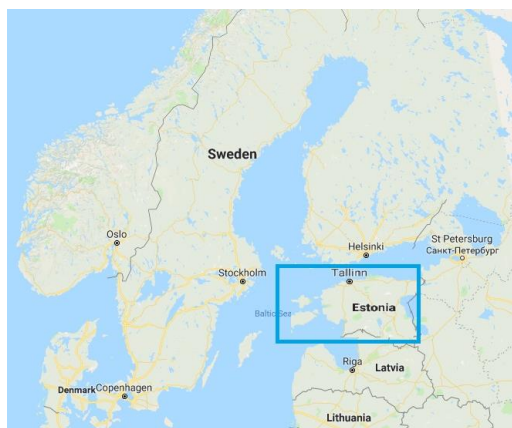 Sweden
Oslo
St Petersburg
Санкт-Петербург
Helsinki
Stockholm
Tallinn
Baltic Sea
Estonia
Riga
Latvia
Denmark
Copenhagen
Lithuania